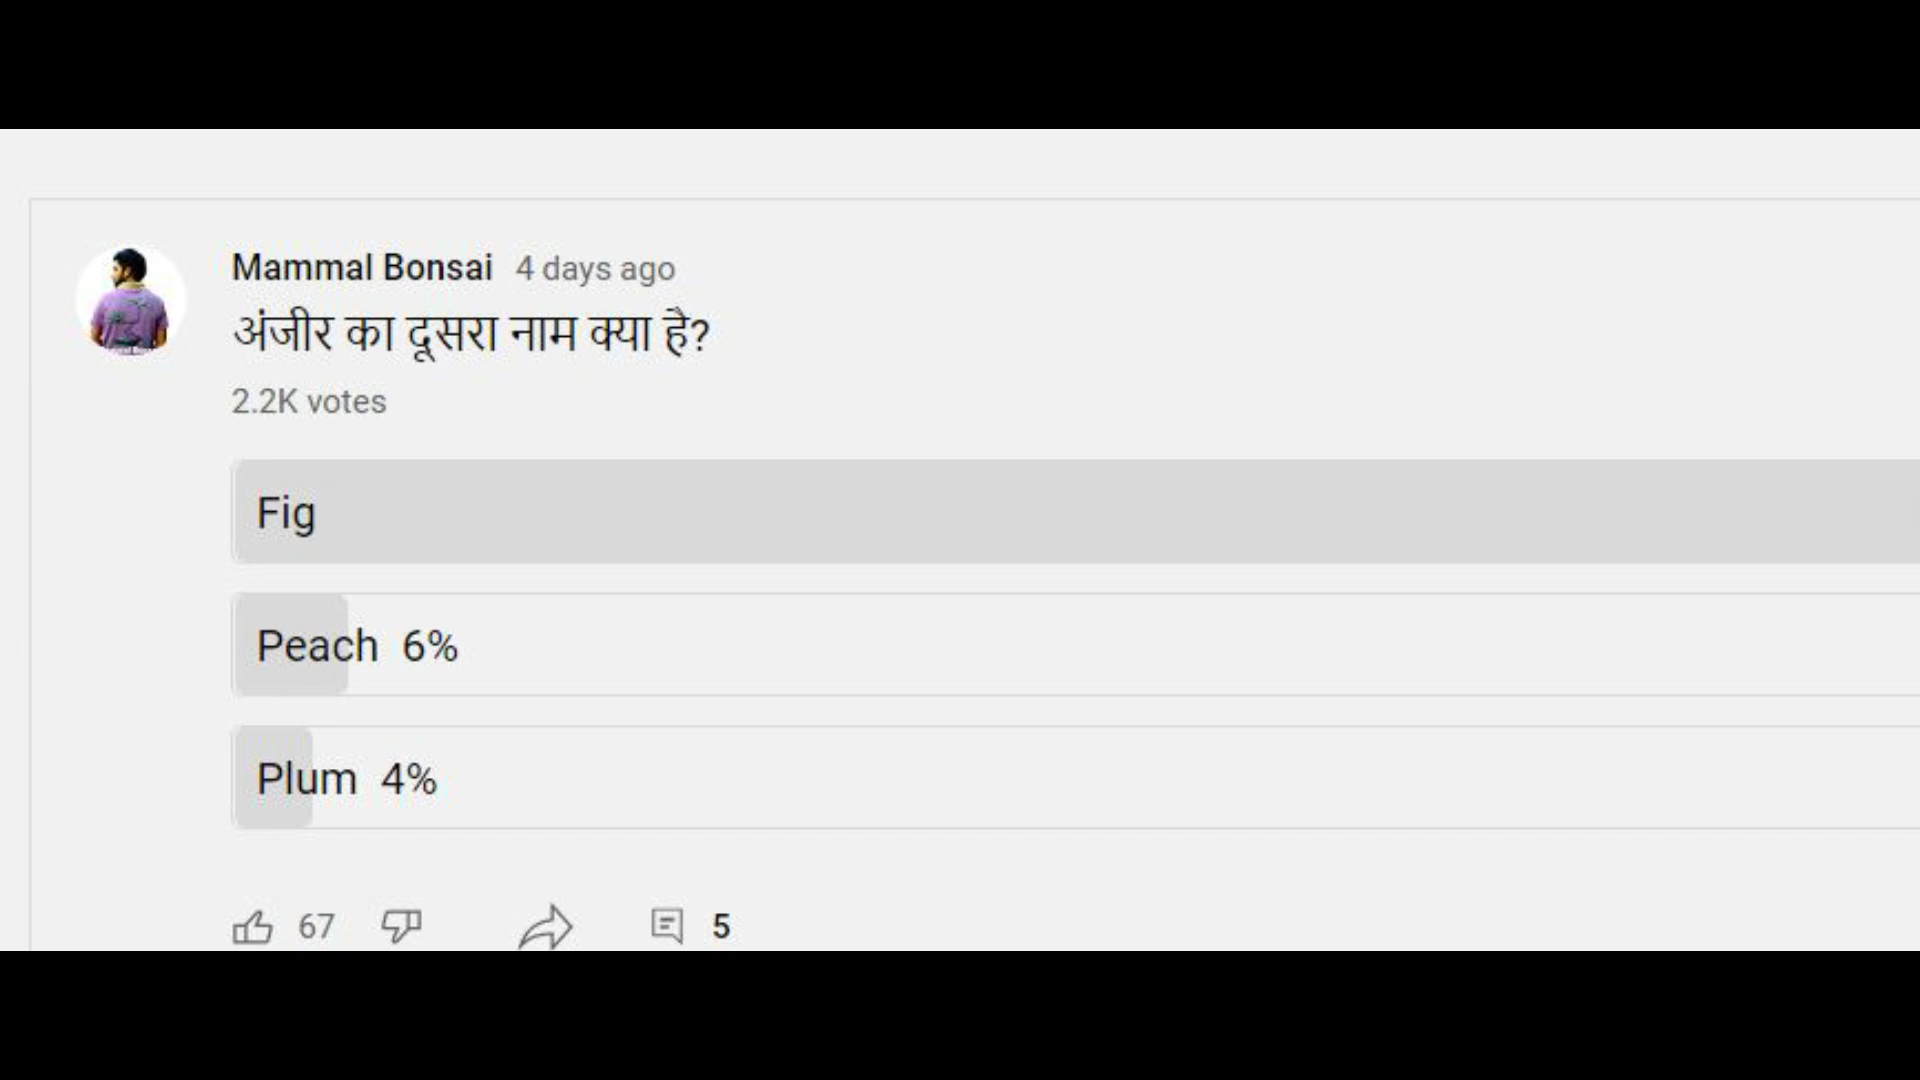 Mammal Bonsai 4 days ago
अंजीर का दूसरा नाम क्या है?
2.2K votes
Fig
Peach 6%
Plum 4%
67 5